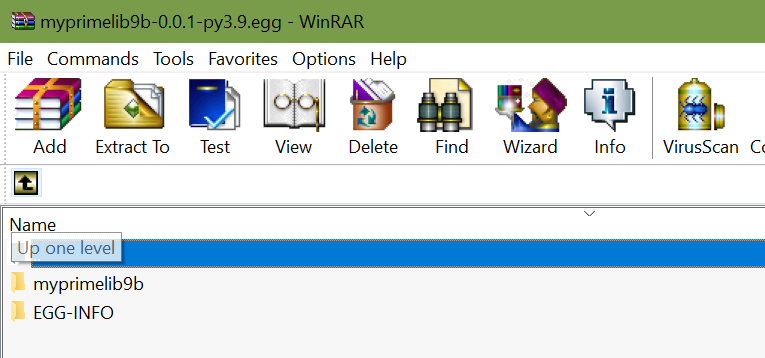 myprimelib9b-0.0.1-py3.9.egg - WinRAR
File Commands Tools Favorites Options Help
Add Extract To Test View Delete Find Wizard Info VirusScan
Name
Up one level
myprimelib9b
EGG-INFO